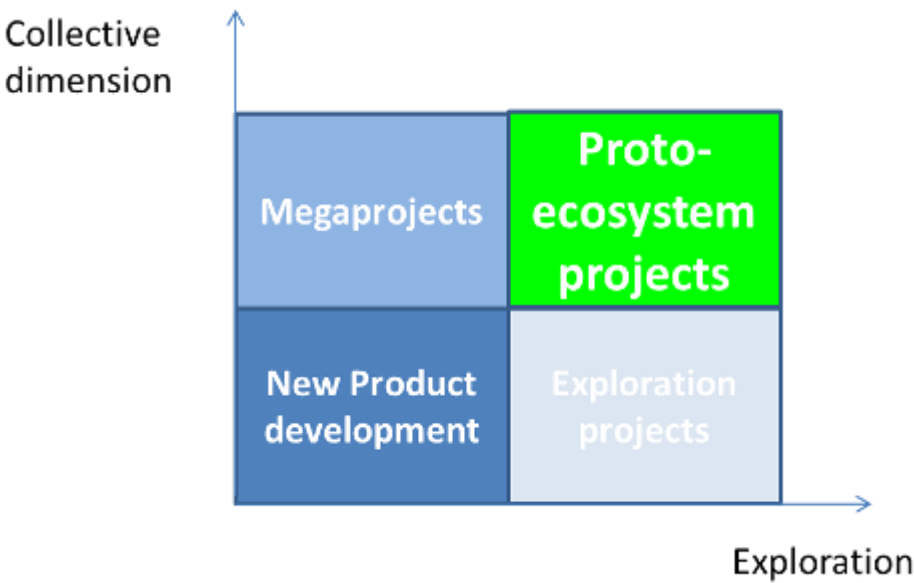 Collective
dimension
Megaprojects
Proto-
ecosystem
projects
New Product
development
Exploration
projects
Exploration